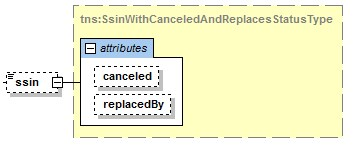 tns:SsinWithCanceledAndReplacesStatusType
attributes
canceled
ssin
replacedBy